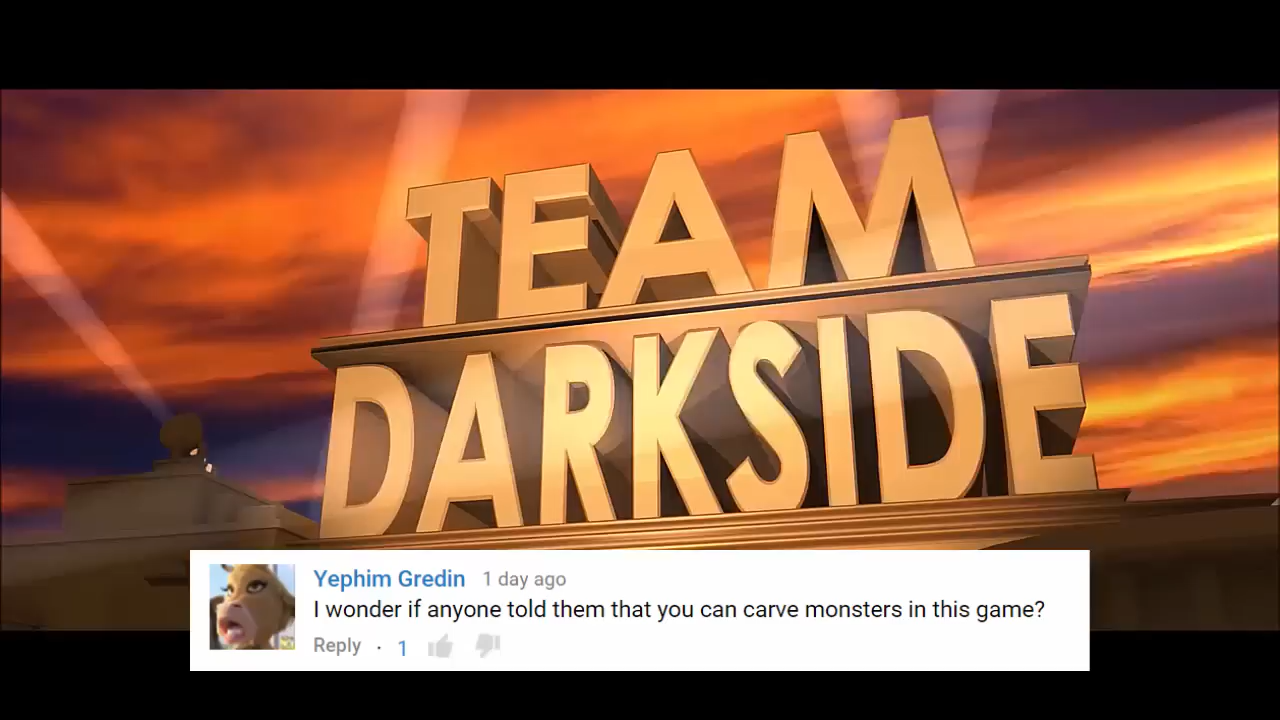 TEAM
DARKSIDE
Yephim Gredin 1 day ago
I wonder if anyone told them that you can carve monsters in this game?
Reply · 1